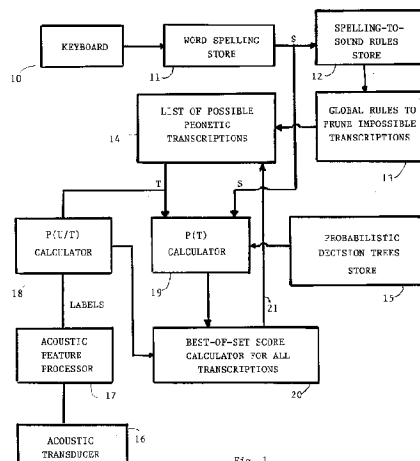 KEYBOARD
10
WORD SPELLING
STORE
11
S
SPELLING-TO-
SOUND RULES
STORE
12
LIST OF POSSIBLE
PHONETIC
TRANSCRIPTIONS
14
GLOBAL RULES TO
PRUNE IMPOSSIBLE
TRANSCRIPTIONS
13
T
S
P(U/T)
CALCULATOR
18
P(T)
CALCULATOR
19
PROBABILISTIC
DECISION TREES
STORE
15
21
LABELS
ACOUSTIC
FEATURE
PROCESSOR
17
BEST-OF-SET SCORE
CALCULATOR FOR ALL
TRANSCRIPTIONS
20
ACOUSTIC
TRANSDUCER
16
Fig. 1